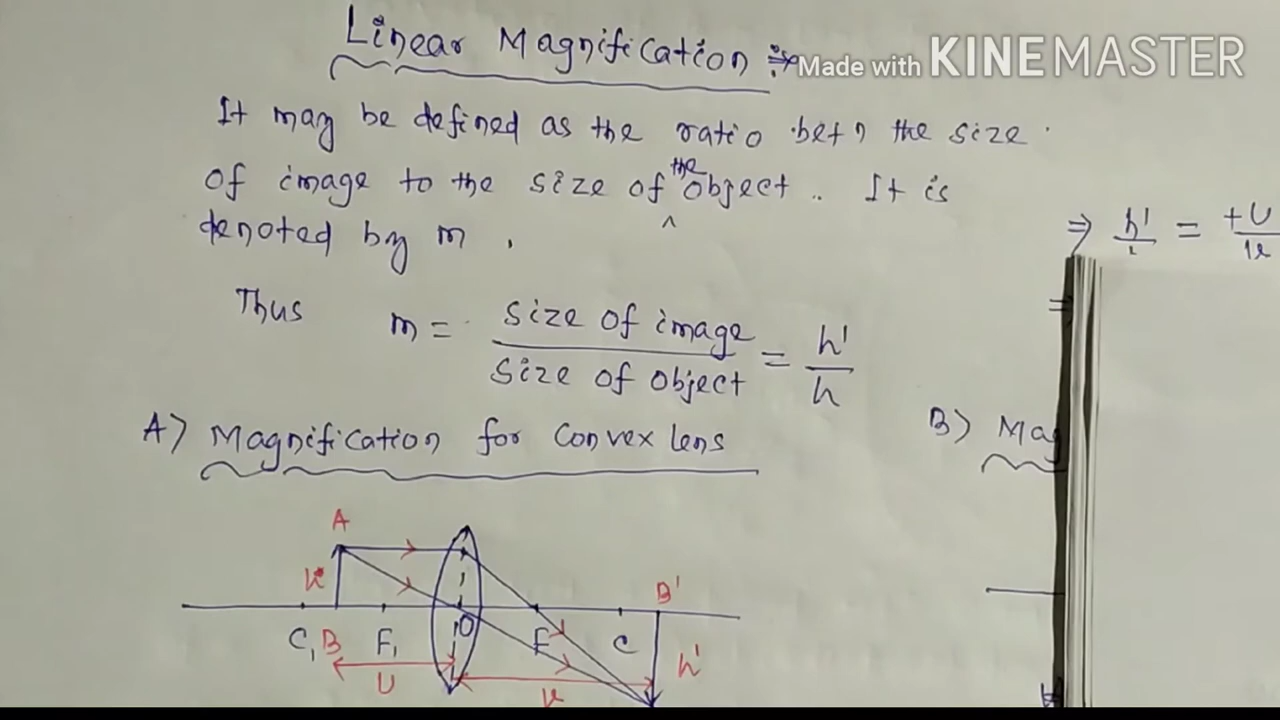 Linear Magnification :-
Made with KINEMASTER
It may be defined as the ratio betn the size
of image to the size of the object. It is
denoted by m.
Thus m = size of image / size of object = h' / h
A) Magnification for convex lens
A
h
C₁ B F₁ O F C B'
U
v
h'
⇒ h' = +U
B) Mag